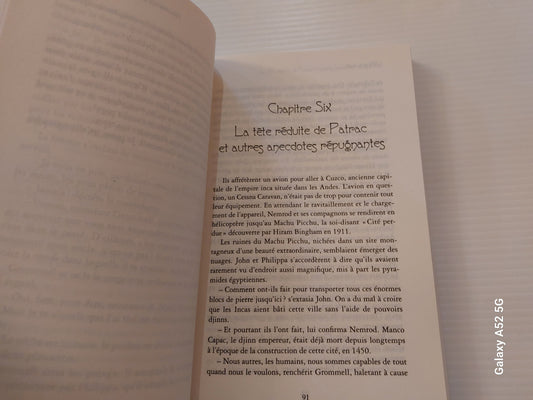 Chapitre Six
La tête réduite de Patrac
et autres anecdotes répugnantes
Ils affrétèrent un avion pour aller à Cuzco, ancienne capi-
tale de l'empire inca située dans les Andes. L'avion en ques-
tion, un Cessna Caravan, n'était pas de trop pour contenir tout
leur équipement. En attendant le ravitaillement et le charge-
ment de l'appareil, Nemrod et ses compagnons se rendirent en
hélicoptère jusqu'au Machu Picchu, la soi-disant « Cité per-
due » découverte par Hiram Bingham en 1911.
Les ruines du Machu Picchu, nichées dans un site mon-
tagneux d'une beauté extraordinaire, semblaient émerger des
nuages. John et Philippa s'accordèrent à dire qu'ils avaient
rarement vu d'endroit aussi magnifique, mis à part les pyra-
mides égyptiennes.
– Comment ont-ils fait pour transporter tous ces énormes
blocs de pierre jusqu'ici ? s'extasia John. On a du mal à croire
que les Incas aient bâti cette ville sans l'aide de pouvoirs
djinns.
– Et pourtant ils l'ont fait, lui confirma Nemrod. Manco
Capac, le djinn empereur, était déjà mort depuis longtemps
à l'époque de la construction de cette cité, en 1450.
– Nous autres, les humains, nous sommes capables de tout
quand nous le voulons, renchérit Grommell, haletant à cause
91
Galaxy A52 5G